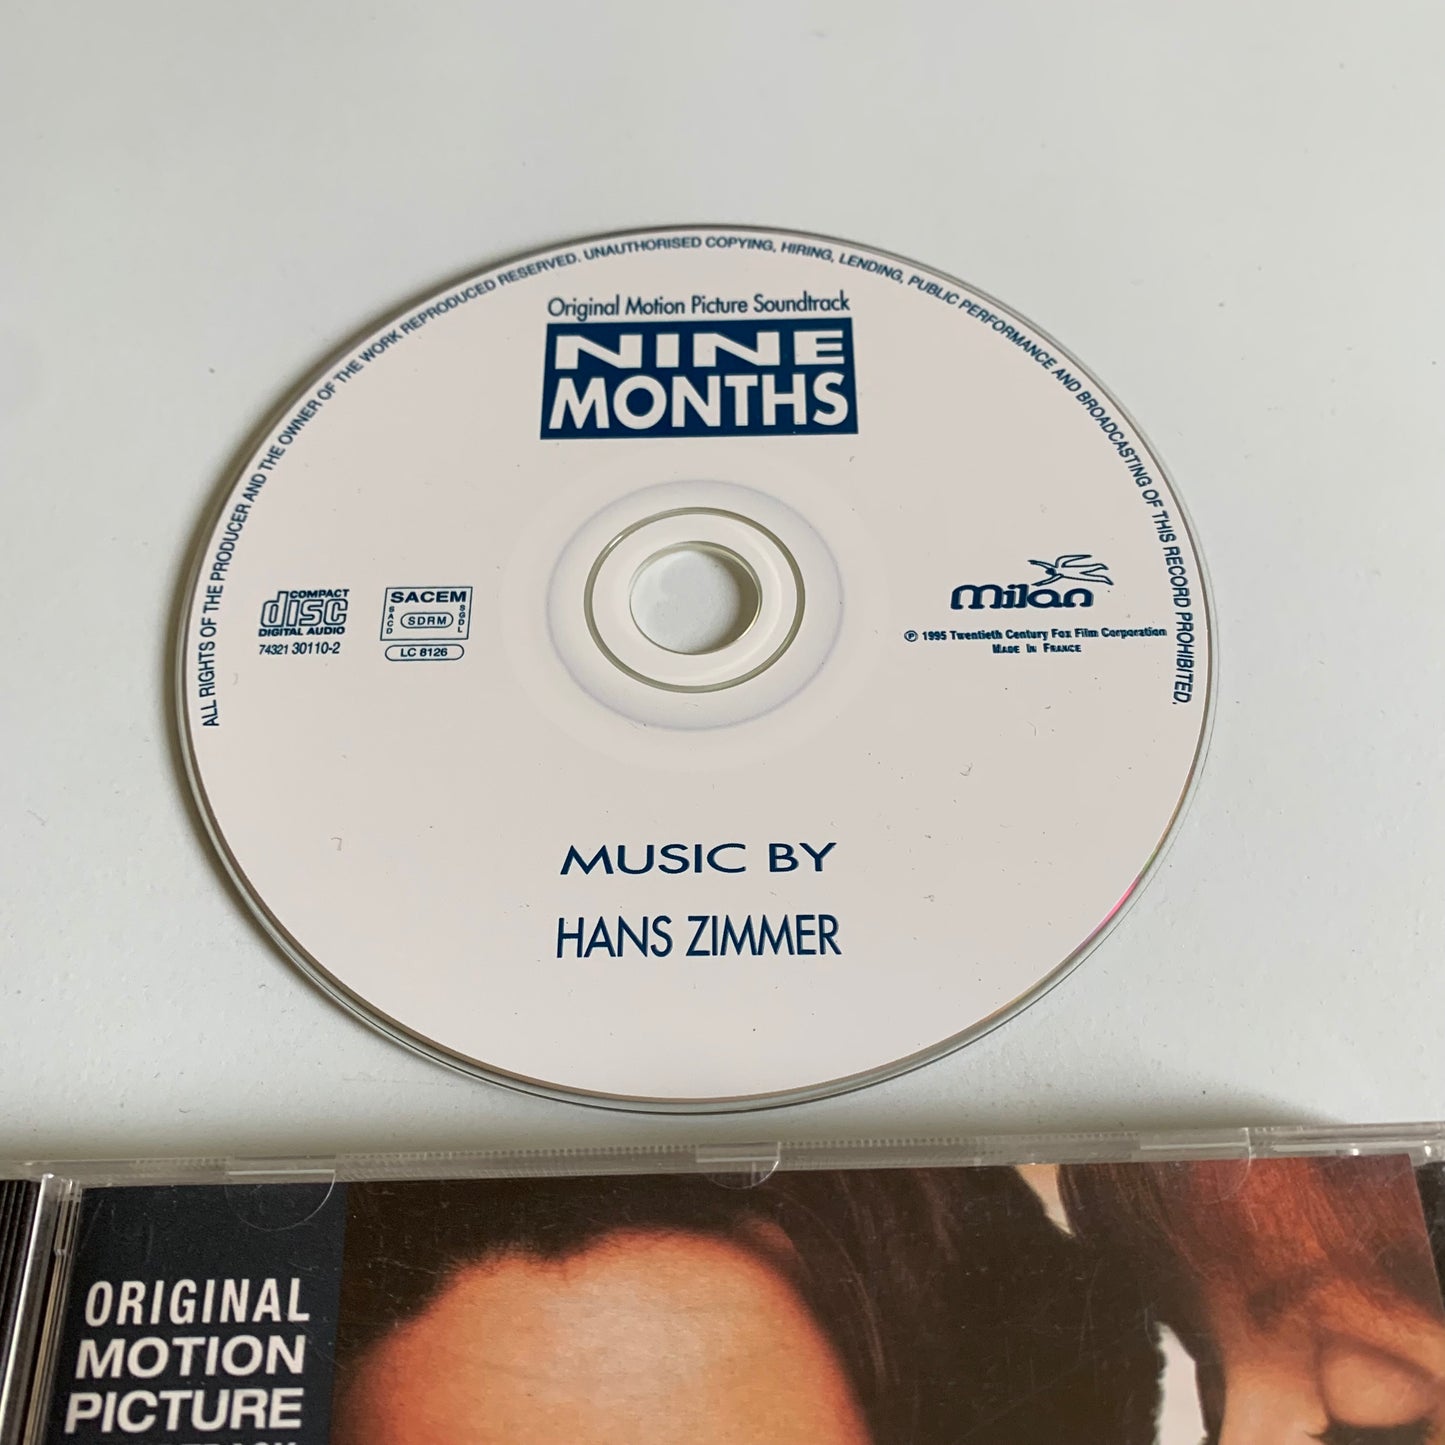 ALL RIGHTS OF THE PRODUCER AND THE OWNER OF THE WORK REPRODUCED RESERVED. UNAUTHORISED COPYING, HIRING, LENDING, PUBLIC PERFORMANCE AND BROADCASTING OF THIS RECORD PROHIBITED.
Original Motion Picture Soundtrack
NINE
MONTHS
COMPACT
disc
DIGITAL AUDIO
74321 30110-2
SACEM
SACD
SDRM
SGDL
LC 8126
milan
℗ 1995 Twentieth Century Fox Film Corporation
MADE IN FRANCE
MUSIC BY
HANS ZIMMER
ORIGINAL
MOTION
PICTURE